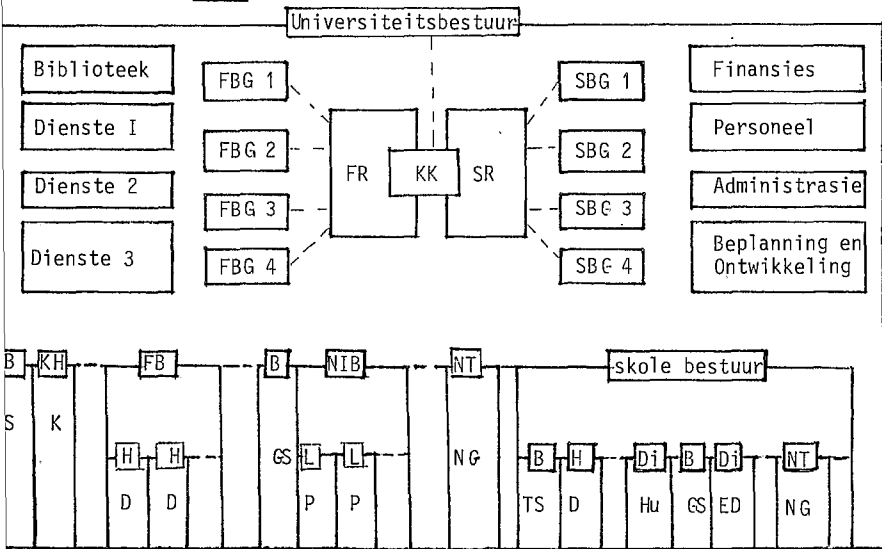 Universiteitsbestuur
Biblioteek
FBG 1
SBG 1
Finansies
Dienste I
FBG 2
FR
KK
SR
SBG 2
Personeel
Dienste 2
FBG 3
SBG 3
Administrasie
Dienste 3
FBG 4
SBG 4
Beplanning en
Ontwikkeling
B KH FB B NIB NT skole bestuur
S K GS NG
H H L L B H Di B Di NT
D D P P TS D Hu GS ED NG